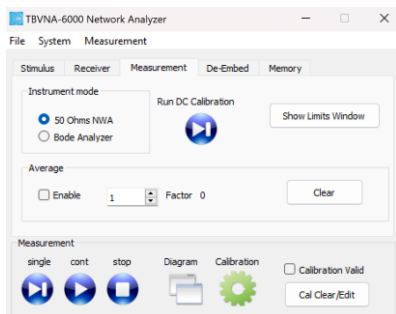 TBVNA-6000 Network Analyzer
File System Measurement
Stimulus Receiver Measurement De-Embed Memory
Instrument mode
50 Ohms NWA
Bode Analyzer
Run DC Calibration
Show Limits Window
Average
Enable 1 Factor 0 Clear
Measurement
single cont stop Diagram Calibration
Calibration Valid
Cal Clear/Edit